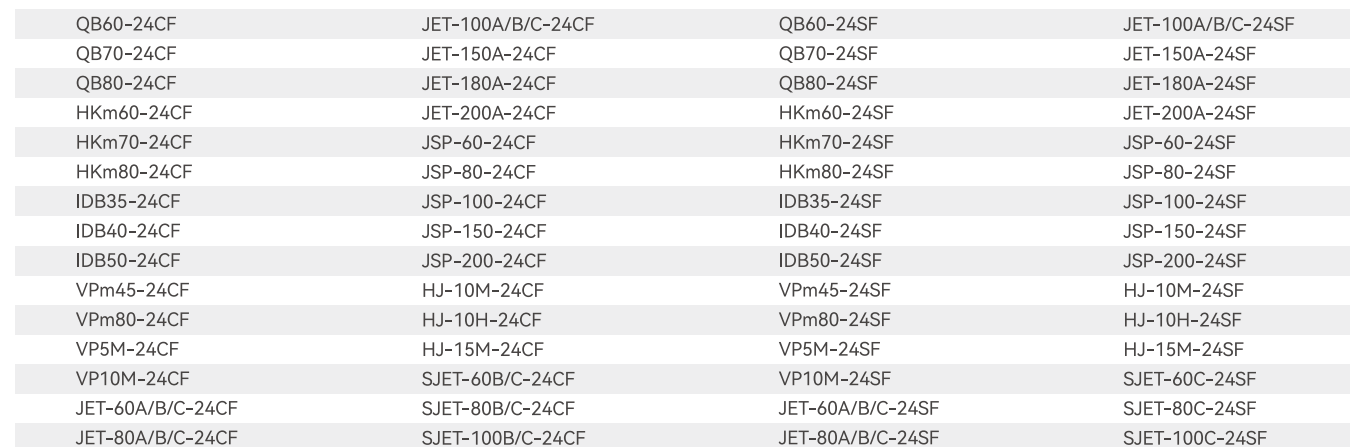 QB60-24CF JET-100A/B/C-24CF QB60-24SF JET-100A/B/C-24SF
QB70-24CF JET-150A-24CF QB70-24SF JET-150A-24SF
QB80-24CF JET-180A-24CF QB80-24SF JET-180A-24SF
HKm60-24CF JET-200A-24CF HKm60-24SF JET-200A-24SF
HKm70-24CF JSP-60-24CF HKm70-24SF JSP-60-24SF
HKm80-24CF JSP-80-24CF HKm80-24SF JSP-80-24SF
IDB35-24CF JSP-100-24CF IDB35-24SF JSP-100-24SF
IDB40-24CF JSP-150-24CF IDB40-24SF JSP-150-24SF
IDB50-24CF JSP-200-24CF IDB50-24SF JSP-200-24SF
VPm45-24CF HJ-10M-24CF VPm45-24SF HJ-10M-24SF
VPm80-24CF HJ-10H-24CF VPm80-24SF HJ-10H-24SF
VP5M-24CF HJ-15M-24CF VP5M-24SF HJ-15M-24SF
VP10M-24CF SJET-60B/C-24CF VP10M-24SF SJET-60C-24SF
JET-60A/B/C-24CF SJET-80B/C-24CF JET-60A/B/C-24SF SJET-80C-24SF
JET-80A/B/C-24CF SJET-100B/C-24CF JET-80A/B/C-24SF SJET-100C-24SF